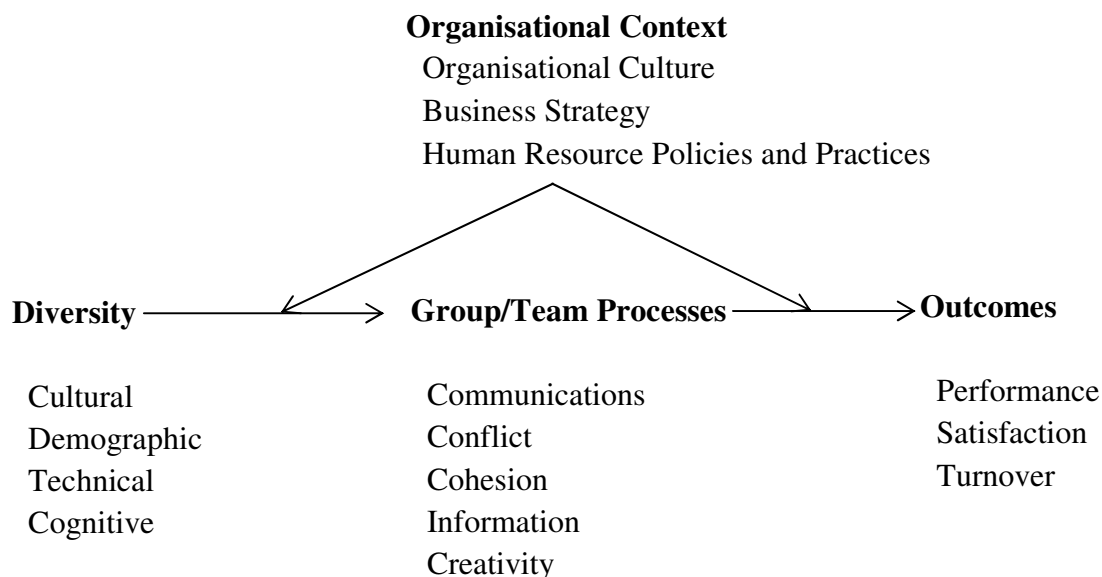 Organisational Context
Organisational Culture
Business Strategy
Human Resource Policies and Practices
Diversity
Group/Team Processes
Outcomes
Cultural
Demographic
Technical
Cognitive
Communications
Conflict
Cohesion
Information
Creativity
Performance
Satisfaction
Turnover